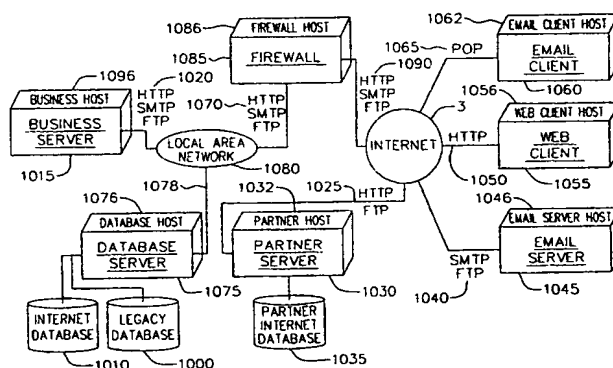 1086
FIREWALL HOST
1085
FIREWALL
1062
EMAIL CLIENT HOST
1065
POP
EMAIL
CLIENT
1060
1096
1020
HTTP
SMTP
FTP
BUSINESS HOST
BUSINESS
SERVER
1015
1070
HTTP
SMTP
FTP
1090
HTTP
SMTP
FTP
3
INTERNET
1056
WEB CLIENT HOST
HTTP
WEB
CLIENT
1050
1055
LOCAL AREA
NETWORK
1080
1078
1076
DATABASE HOST
DATABASE
SERVER
1075
1032
PARTNER HOST
PARTNER
SERVER
1030
1025
HTTP
FTP
1046
EMAIL SERVER HOST
EMAIL
SERVER
1045
SMTP
FTP
1040
INTERNET
DATABASE
1010
LEGACY
DATABASE
1000
PARTNER
INTERNET
DATABASE
1035